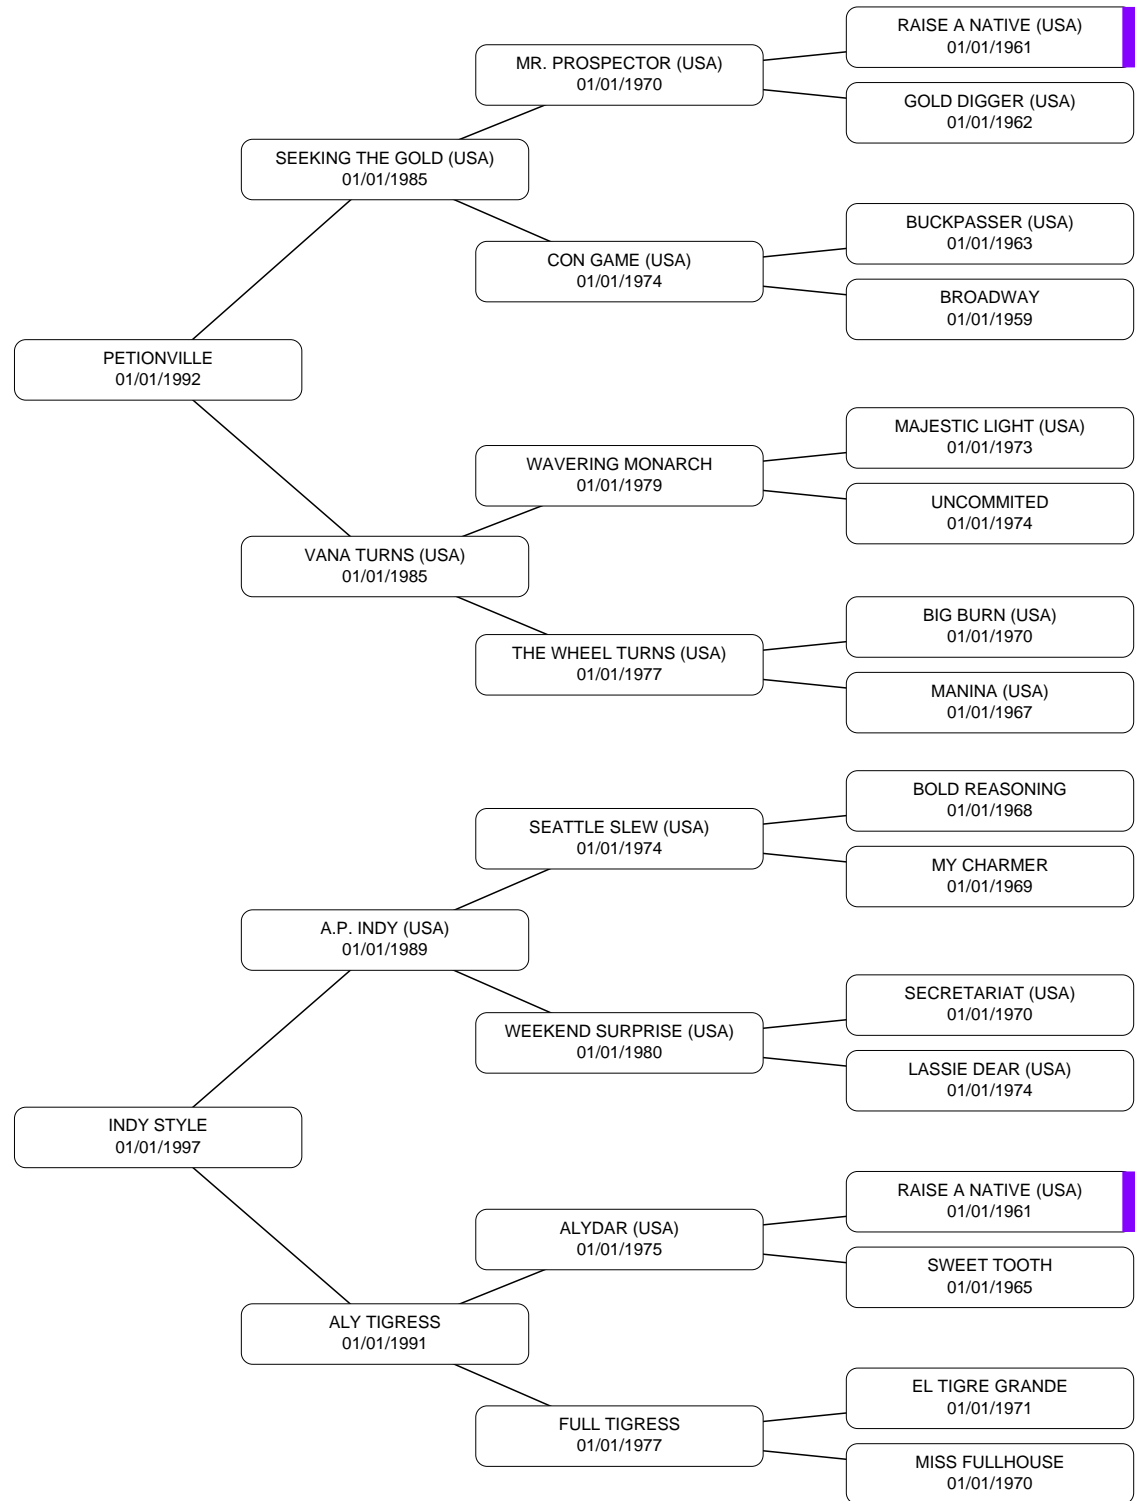 RAISE A NATIVE (USA)
01/01/1961
MR. PROSPECTOR (USA)
01/01/1970
GOLD DIGGER (USA)
01/01/1962
SEEKING THE GOLD (USA)
01/01/1985
BUCKPASSER (USA)
01/01/1963
CON GAME (USA)
01/01/1974
BROADWAY
01/01/1959
PETIONVILLE
01/01/1992
MAJESTIC LIGHT (USA)
01/01/1973
WAVERING MONARCH
01/01/1979
UNCOMMITED
01/01/1974
VANA TURNS (USA)
01/01/1985
BIG BURN (USA)
01/01/1970
THE WHEEL TURNS (USA)
01/01/1977
MANINA (USA)
01/01/1967
BOLD REASONING
01/01/1968
SEATTLE SLEW (USA)
01/01/1974
MY CHARMER
01/01/1969
A.P. INDY (USA)
01/01/1989
SECRETARIAT (USA)
01/01/1970
WEEKEND SURPRISE (USA)
01/01/1980
LASSIE DEAR (USA)
01/01/1974
INDY STYLE
01/01/1997
RAISE A NATIVE (USA)
01/01/1961
ALYDAR (USA)
01/01/1975
SWEET TOOTH
01/01/1965
ALY TIGRESS
01/01/1991
EL TIGRE GRANDE
01/01/1971
FULL TIGRESS
01/01/1977
MISS FULLHOUSE
01/01/1970